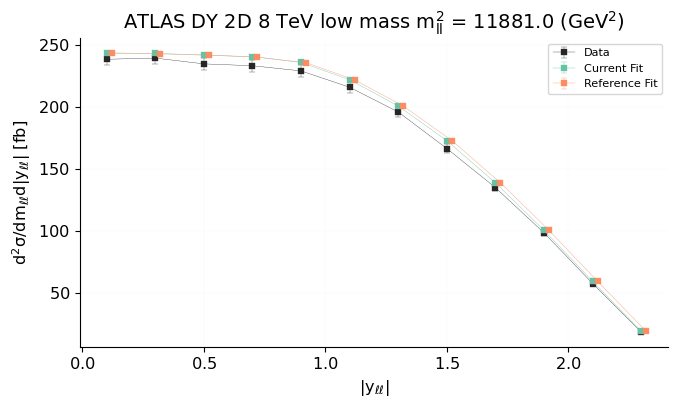 ATLAS DY 2D 8 TeV low mass m²ll = 11881.0 (GeV²)
250
200
150
100
50
d²σ/dmℓℓd|yℓℓ| [fb]
Data
Current Fit
Reference Fit
0.0 0.5 1.0 1.5 2.0
|yℓℓ|